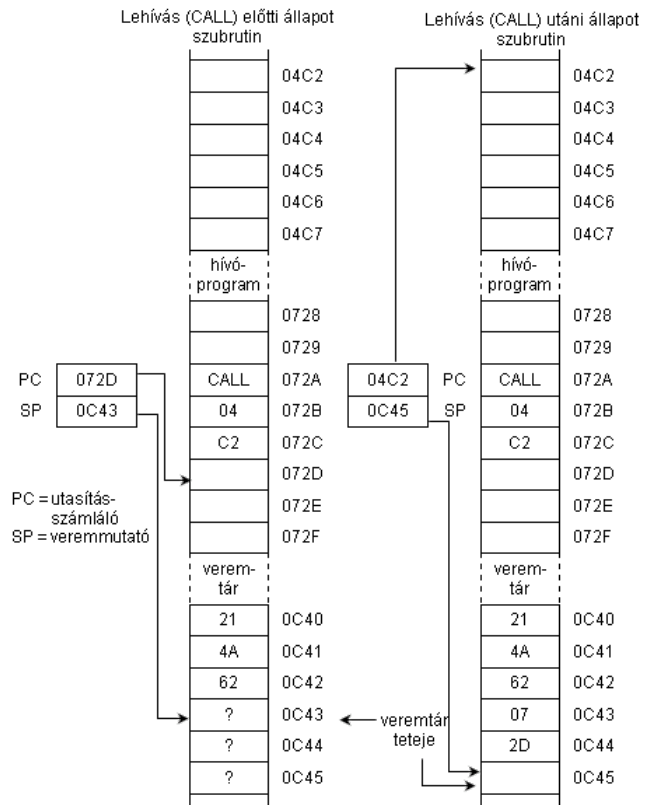 Lehívás (CALL) előtti állapot
szubrutin
04C2
04C3
04C4
04C5
04C6
04C7
hívó-
program
0728
0729
PC 072D CALL 072A
SP 0C43 04 072B
C2 072C
072D
072E
072F
PC = utasítás-
számláló
SP = veremmutató
verem-
tár
21 0C40
4A 0C41
62 0C42
? 0C43
? 0C44
? 0C45
veremtár
teteje
Lehívás (CALL) utáni állapot
szubrutin
04C2
04C3
04C4
04C5
04C6
04C7
hívó-
program
0728
0729
04C2 PC CALL 072A
0C45 SP 04 072B
C2 072C
072D
072E
072F
verem-
tár
21 0C40
4A 0C41
62 0C42
07 0C43
2D 0C44
0C45